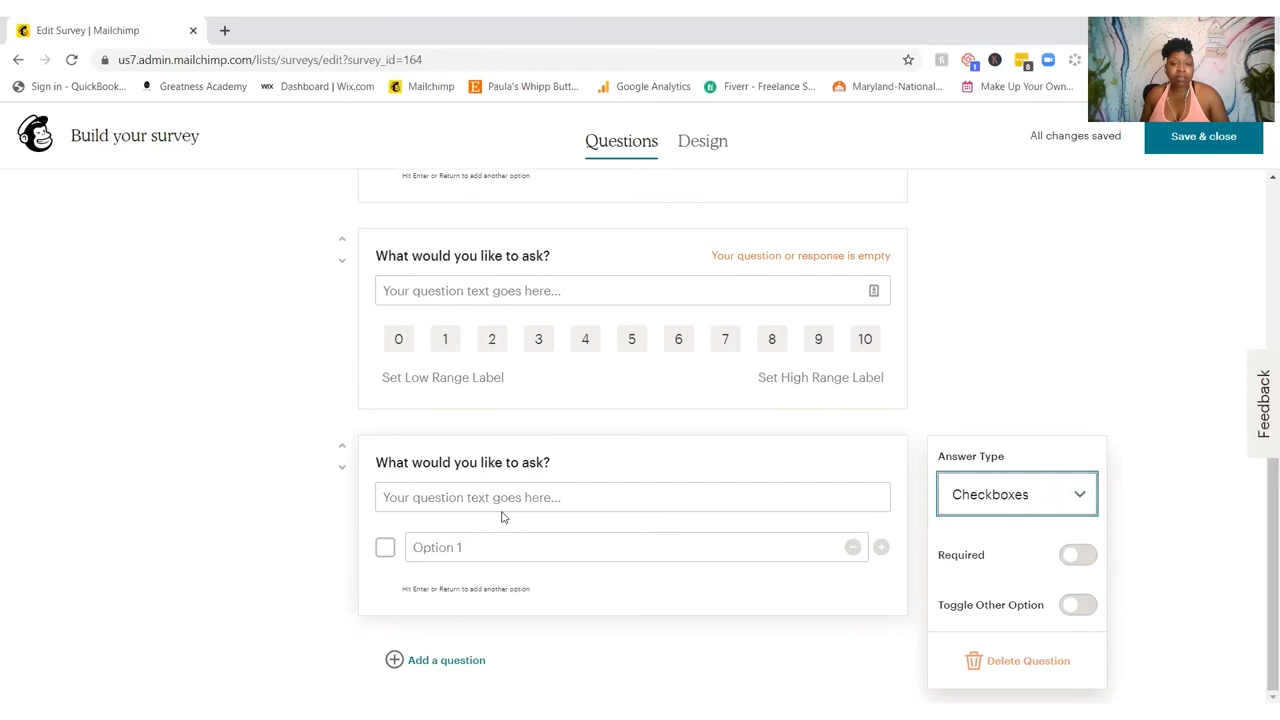 Edit Survey | Mailchimp
us7.admin.mailchimp.com/lists/surveys/edit?survey_id=164
1
8
Sign in - QuickBook...
Greatness Academy
WIX Dashboard | Wix.com
Mailchimp
E Paula's Whipp Butt...
Google Analytics
fi Fiverr - Freelance S...
Maryland-National...
Make Up Your Own...
Build your survey
Questions
Design
All changes saved
Save & close
Hit Enter or Return to add another option
What would you like to ask?
Your question or response is empty
Your question text goes here...
0 1 2 3 4 5 6 7 8 9 10
Set Low Range Label
Set High Range Label
Feedback
What would you like to ask?
Your question text goes here...
Option 1
Hit Enter or Return to add another option
Add a question
Answer Type
Checkboxes
Required
Toggle Other Option
Delete Question